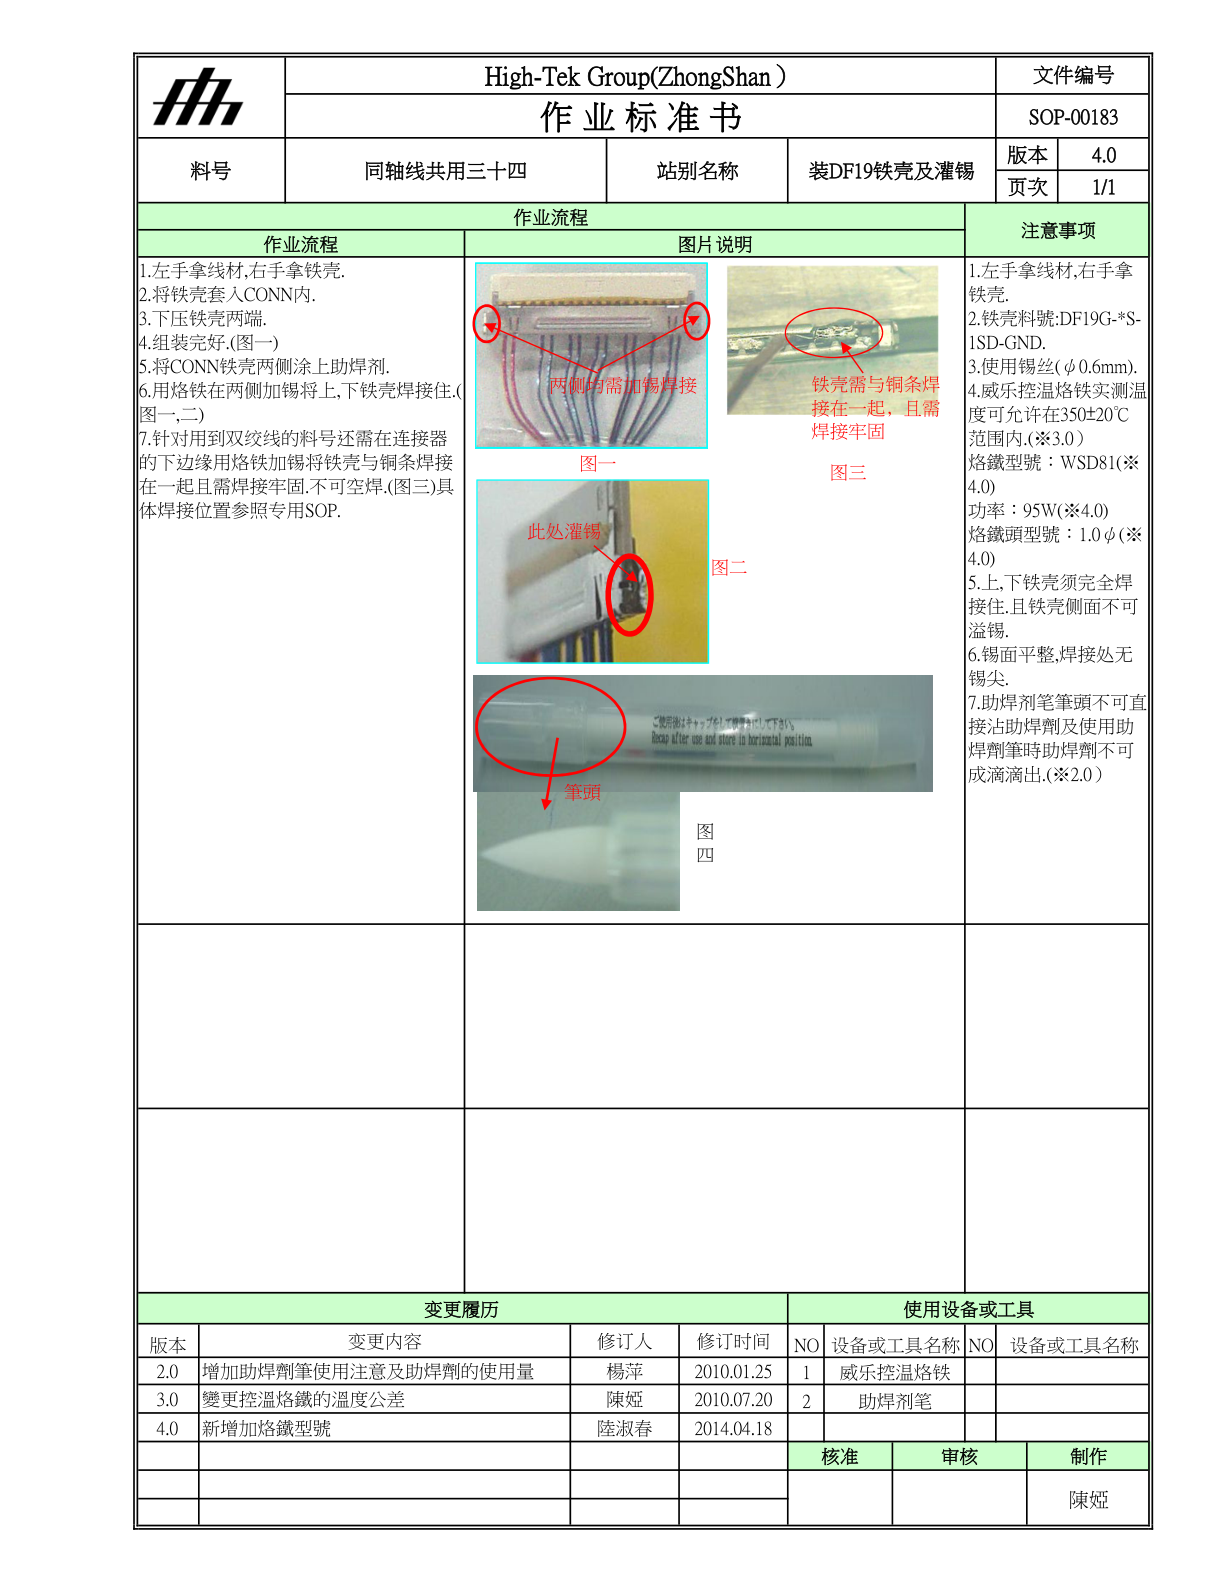 High-Tek Group(ZhongShan）
文件编号
作业标准书
SOP-00183
料号
同轴线共用三十四
站别名称
装DF19铁壳及灌锡
版本
4.0
页次
1/1
作业流程
注意事项
作业流程
图片说明
1.左手拿线材,右手拿铁壳.
2.将铁壳套入CONN内.
3.下压铁壳两端.
4.组装完好.(图一)
5.将CONN铁壳两侧涂上助焊剂.
6.用烙铁在两侧加锡将上,下铁壳焊接住.(
图一,二)
7.针对用到双绞线的料号还需在连接器
的下边缘用烙铁加锡将铁壳与铜条焊接
在一起且需焊接牢固.不可空焊.(图三)具
体焊接位置参照专用SOP.
两侧均需加锡焊接
图一
铁壳需与铜条焊
接在一起，且需
焊接牢固
图三
此处灌锡
图二
ご使用後はキャップをして横置きにして下さい。
Recap after use and store in horizontal position.
筆頭
图
四
1.左手拿线材,右手拿
铁壳.
2.铁壳料號:DF19G-*S-
1SD-GND.
3.使用锡丝(φ0.6mm).
4.威乐控温烙铁实测温
度可允许在350±20℃
范围内.(※3.0）
烙鐵型號：WSD81(※
4.0)
功率：95W(※4.0)
烙鐵頭型號：1.0φ(※
4.0)
5.上,下铁壳须完全焊
接住.且铁壳侧面不可
溢锡.
6.锡面平整,焊接处无
锡尖.
7.助焊剂笔筆頭不可直
接沾助焊劑及使用助
焊劑筆時助焊劑不可
成滴滴出.(※2.0）
变更履历
使用设备或工具
版本
变更内容
修订人
修订时间
NO
设备或工具名称
NO
设备或工具名称
2.0
增加助焊劑筆使用注意及助焊劑的使用量
楊萍
2010.01.25
1
威乐控温烙铁
3.0
變更控溫烙鐵的溫度公差
陳婭
2010.07.20
2
助焊剂笔
4.0
新增加烙鐵型號
陸淑春
2014.04.18
核准
审核
制作
陳婭